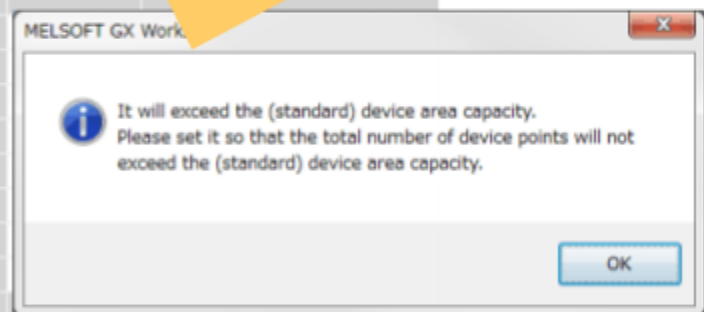 MELSOFT GX Work
It will exceed the (standard) device area capacity.
Please set it so that the total number of device points will not
exceed the (standard) device area capacity.
OK